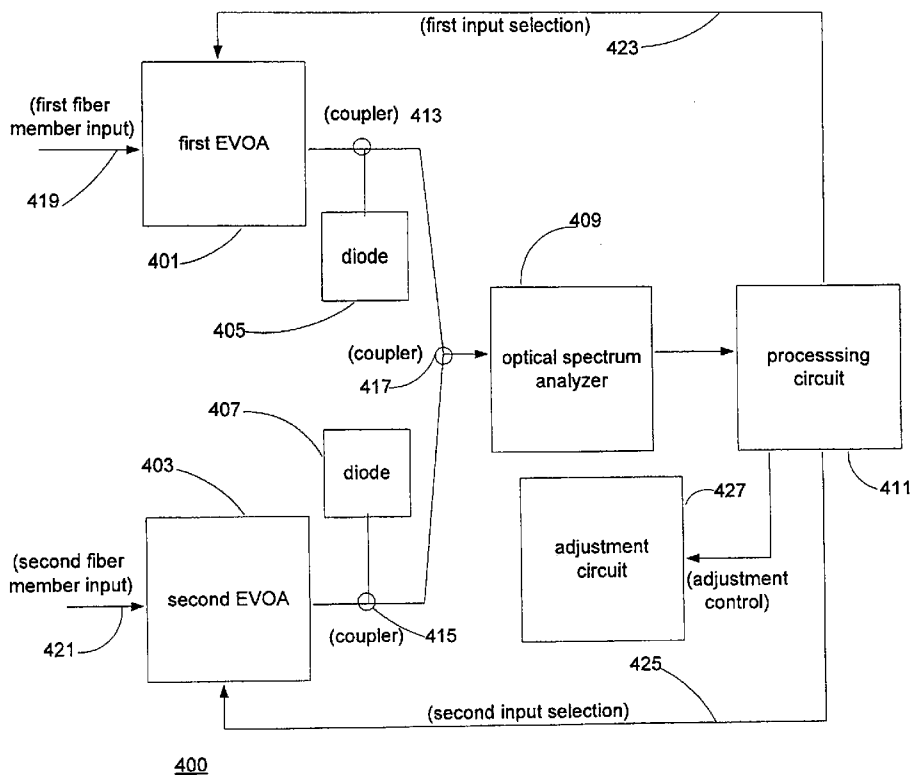 (first input selection)
423
(first fiber
member input)
419
first EVOA
401
(coupler) 413
diode
405
409
optical spectrum
analyzer
processsing
circuit
411
(coupler)
417
407
diode
403
(second fiber
member input)
421
second EVOA
(coupler)
415
427
adjustment
circuit
(adjustment
control)
425
(second input selection)
400